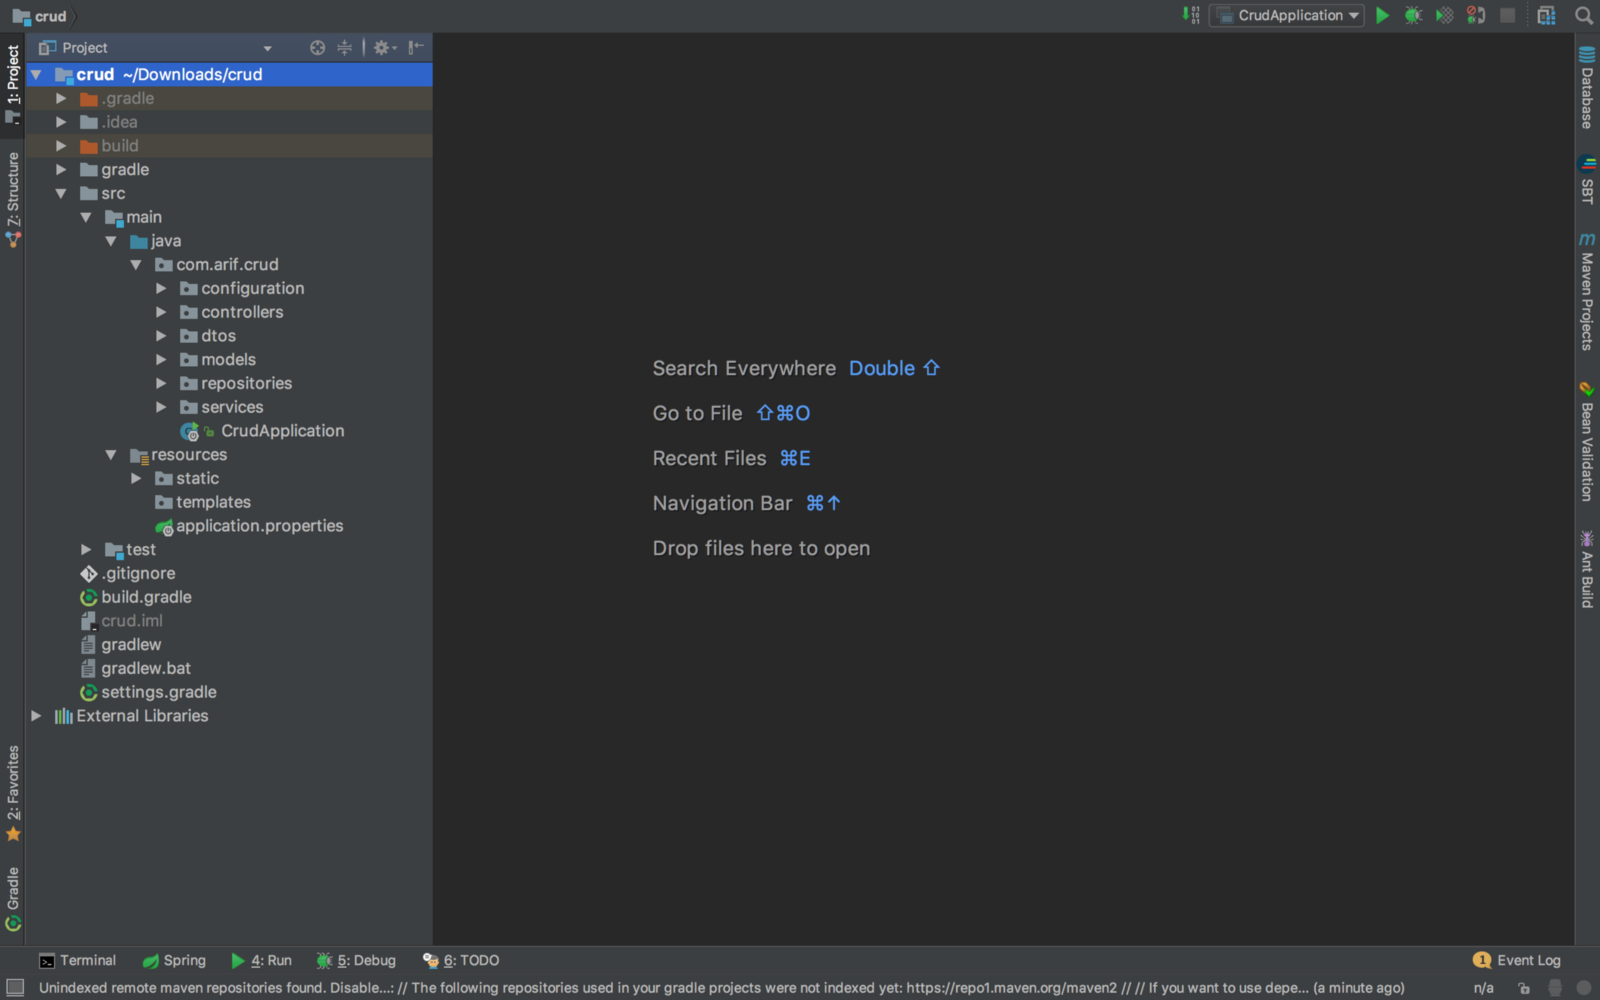 crud
CrudApplication
Project
crud ~/Downloads/crud
.gradle
.idea
build
gradle
src
main
java
com.arif.crud
configuration
controllers
dtos
models
repositories
services
CrudApplication
resources
static
templates
application.properties
test
.gitignore
build.gradle
crud.iml
gradlew
gradlew.bat
settings.gradle
External Libraries
1: Project
7: Structure
2: Favorites
Gradle
Search Everywhere Double ⇧
Go to File ⇧⌘O
Recent Files ⌘E
Navigation Bar ⌘↑
Drop files here to open
Database
SBT
Maven Projects
Bean Validation
Ant Build
Terminal Spring 4: Run 5: Debug 6: TODO
1 Event Log
Unindexed remote maven repositories found. Disable...: // The following repositories used in your gradle projects were not indexed yet: https://repo1.maven.org/maven2 // // If you want to use depe... (a minute ago)
n/a